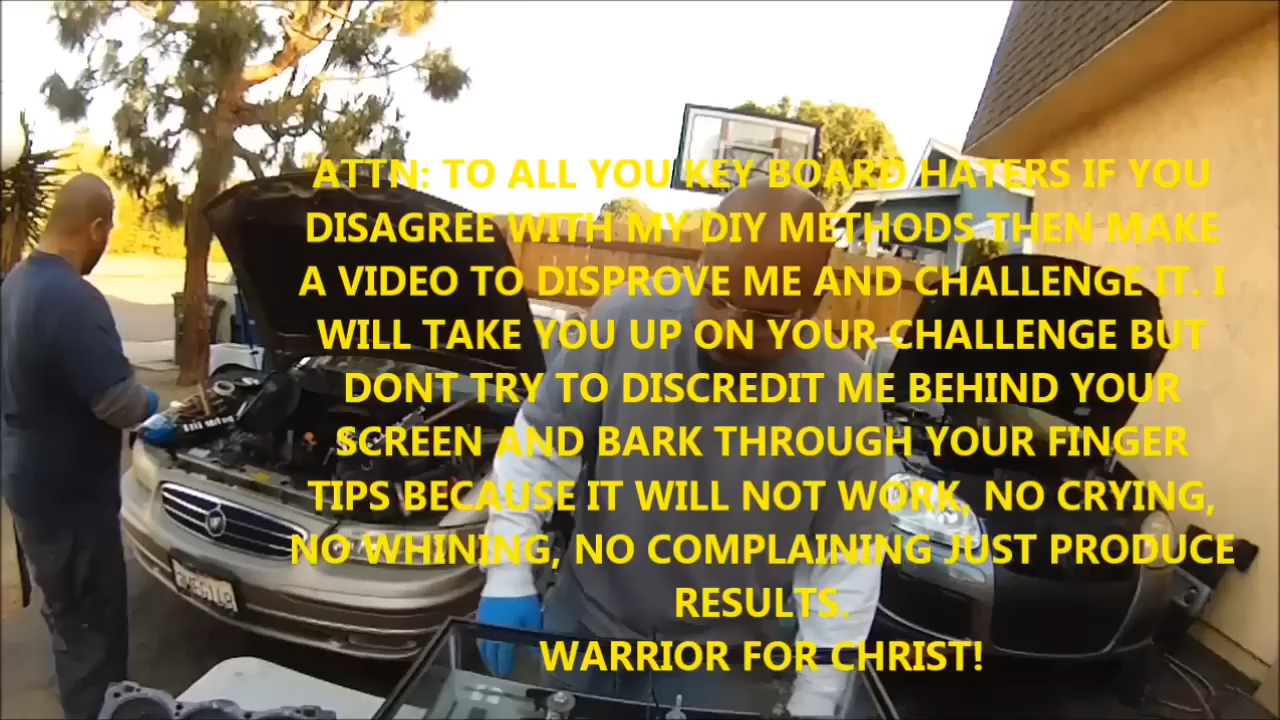 ATTN: TO ALL YOU KEY BOARD HATERS IF YOU
DISAGREE WITH MY DIY METHODS THEN MAKE
A VIDEO TO DISPROVE ME AND CHALLENGE IT. I
WILL TAKE YOU UP ON YOUR CHALLENGE BUT
DONT TRY TO DISCREDIT ME BEHIND YOUR
SCREEN AND BARK THROUGH YOUR FINGER
TIPS BECAUSE IT WILL NOT WORK, NO CRYING,
NO WHINING, NO COMPLAINING JUST PRODUCE
RESULTS.
WARRIOR FOR CHRIST!